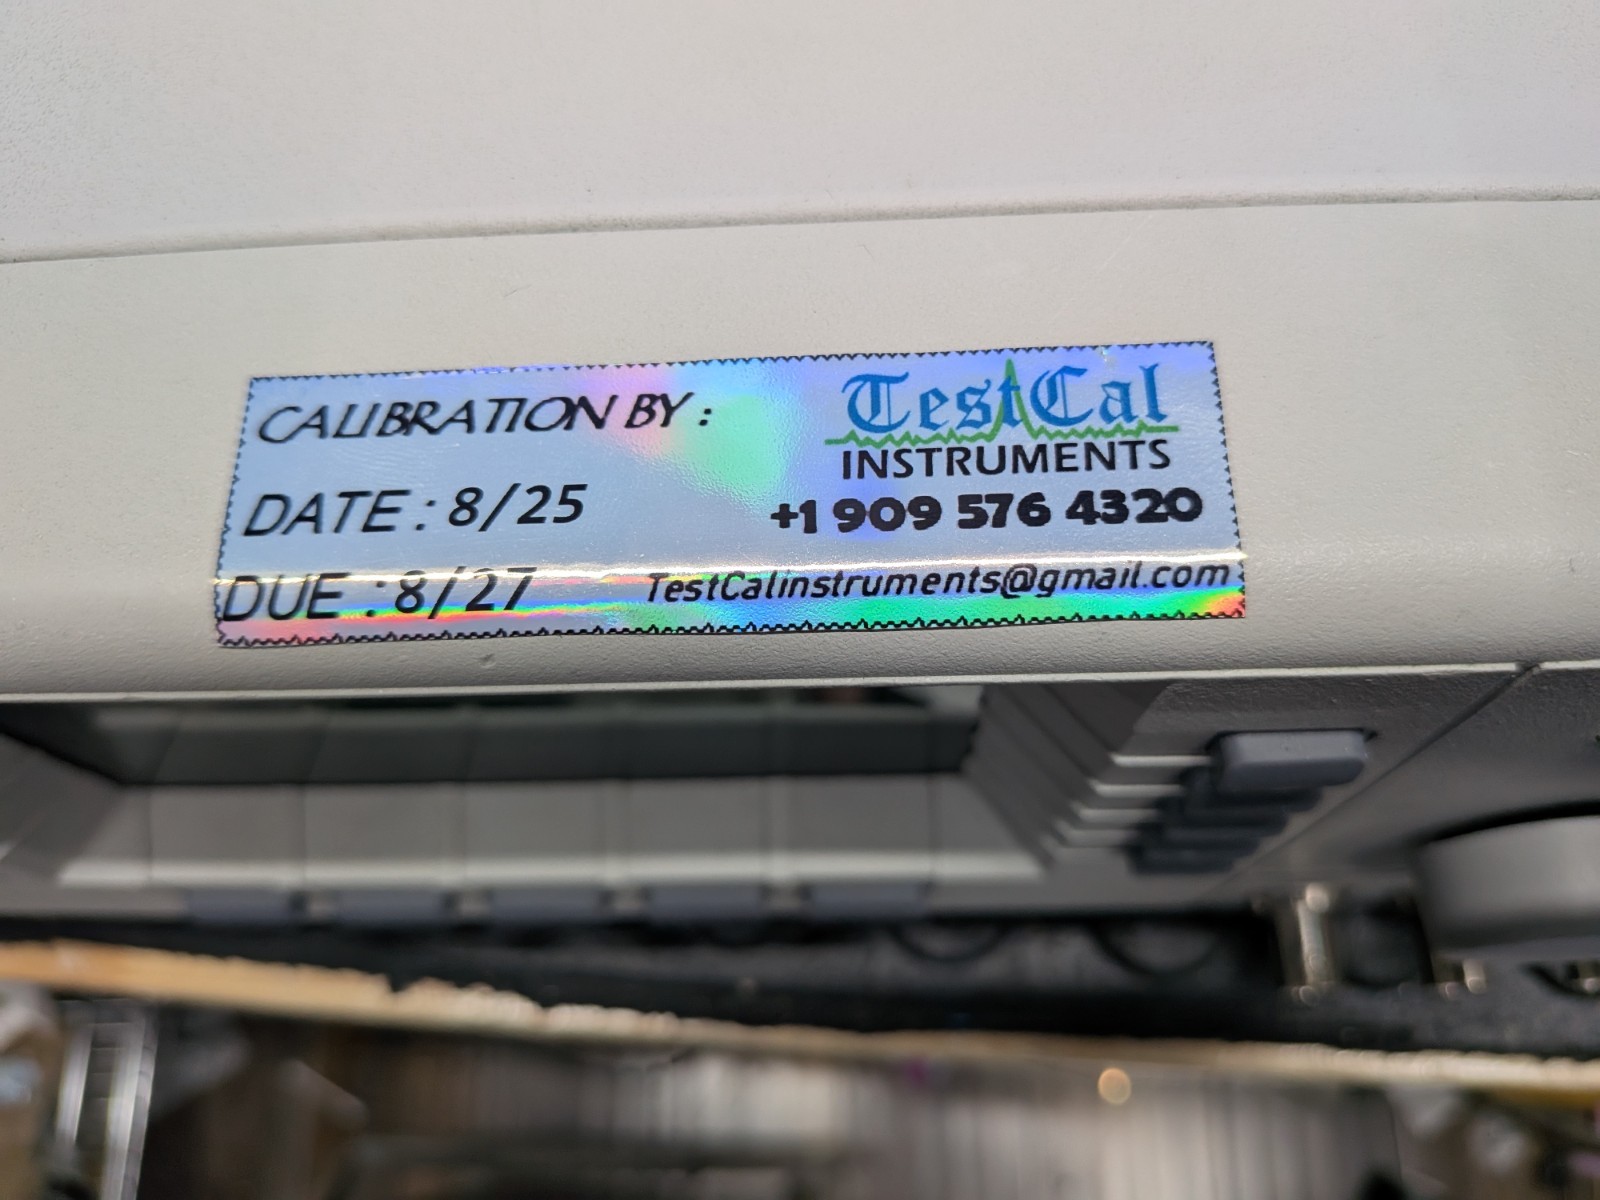 CALIBRATION BY :
TestCal
INSTRUMENTS
DATE : 8/25
+1 909 576 4320
DUE : 8/27
TestCalinstruments@gmail.com